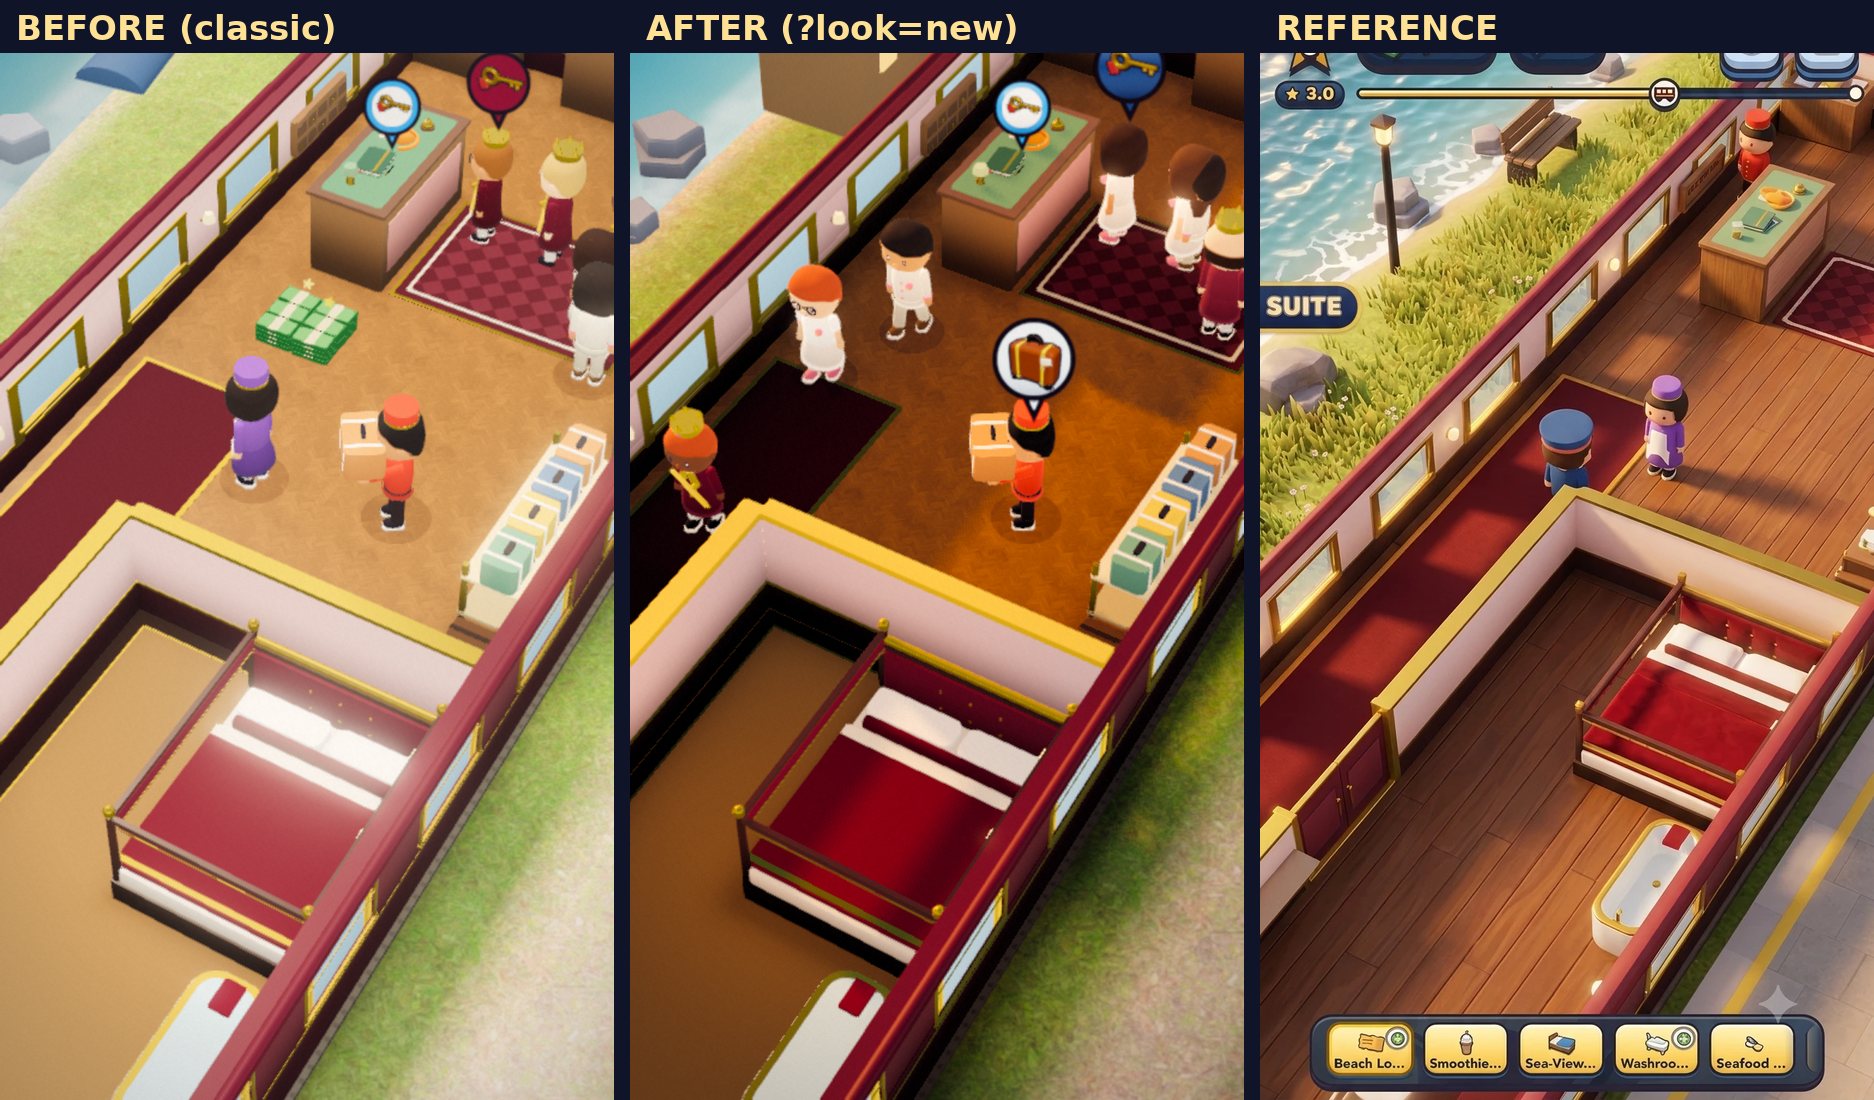 BEFORE (classic)
AFTER (?look=new)
REFERENCE
★ 3.0
SUITE
Beach Lo...
Smoothie...
Sea-View...
Washroo...
Seafood ...